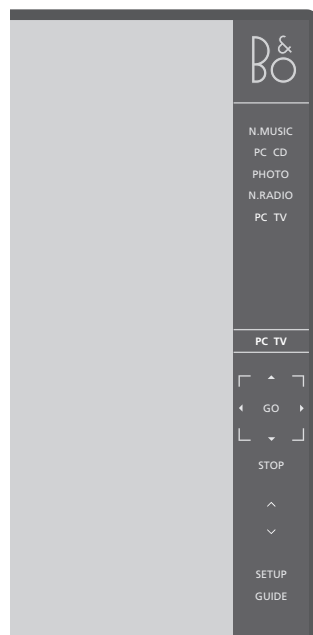 B&O
N.MUSIC
PC CD
PHOTO
N.RADIO
PC TV
PC TV
GO
STOP
SETUP
GUIDE